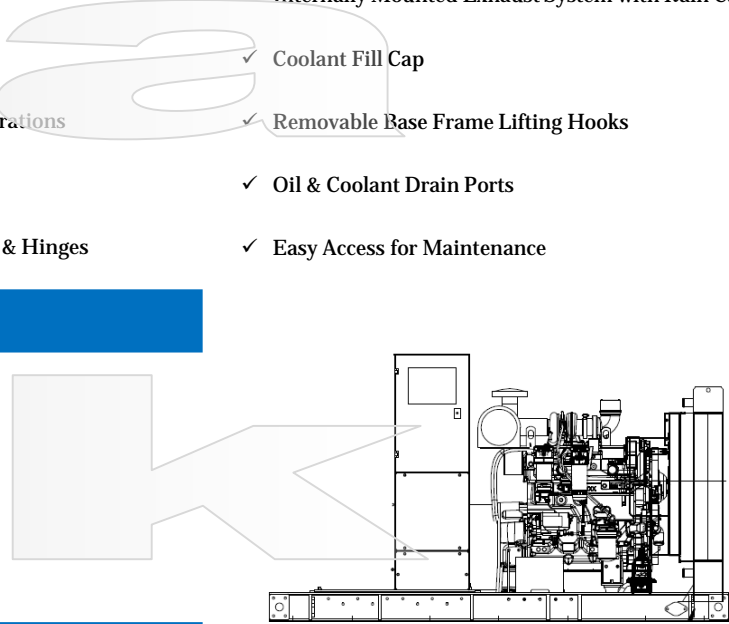 Coolant Fill Cap
Removable Base Frame Lifting Hooks
Oil & Coolant Drain Ports
& Hinges
Easy Access for Maintenance